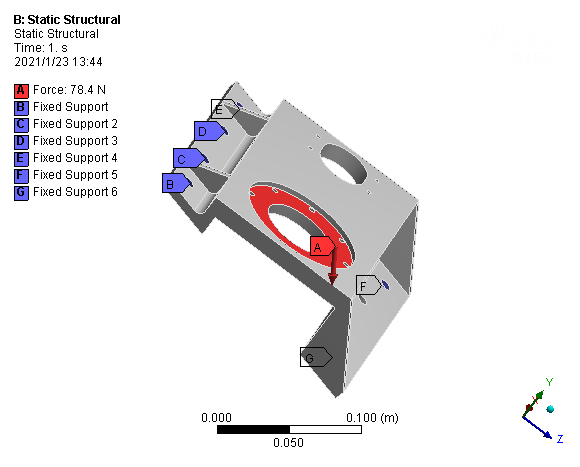 B: Static Structural
Static Structural
Time: 1. s
2021/1/23 13:44
A Force: 78.4 N
B Fixed Support
C Fixed Support 2
D Fixed Support 3
E Fixed Support 4
F Fixed Support 5
G Fixed Support 6
E
D
C
B
A
F
G
0.000
0.100 (m)
0.050
Y
Z